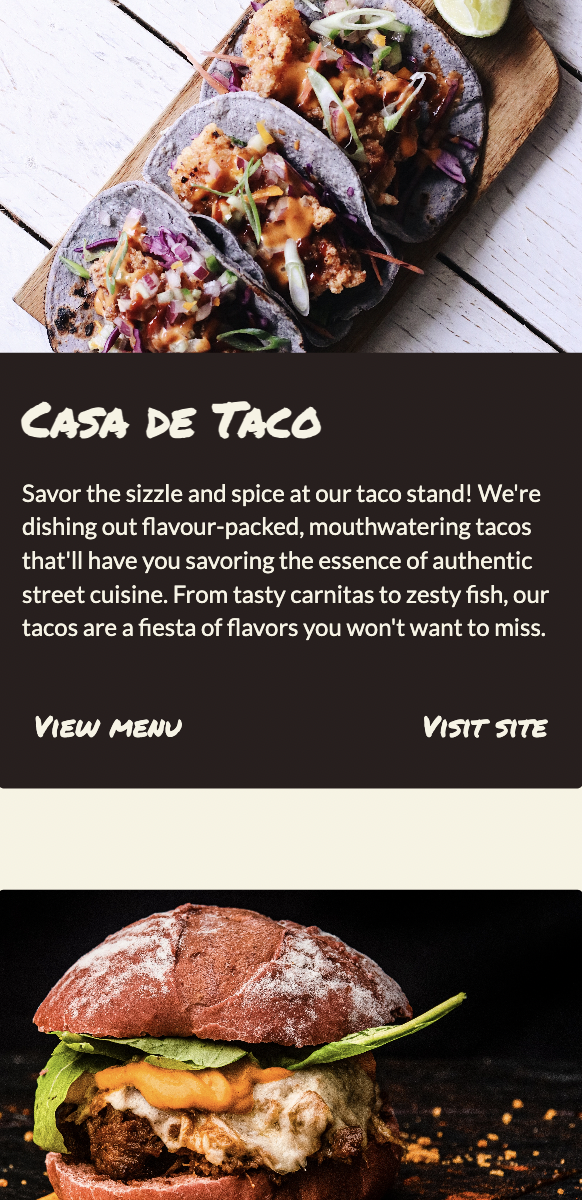 Casa de Taco
Savor the sizzle and spice at our taco stand! We're
dishing out flavour-packed, mouthwatering tacos
that'll have you savoring the essence of authentic
street cuisine. From tasty carnitas to zesty fish, our
tacos are a fiesta of flavors you won't want to miss.
View menu
Visit site